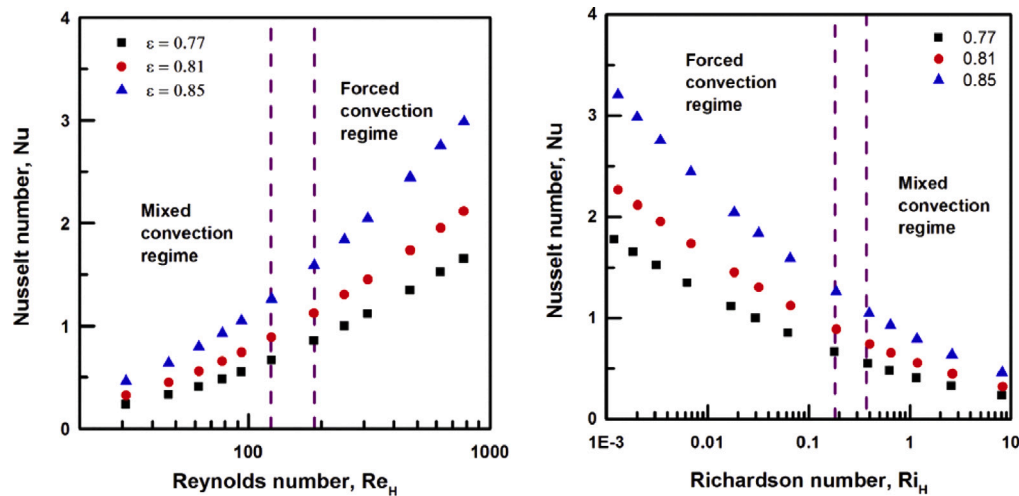 4
3
2
1
0
Nusselt number, Nu
ε = 0.77
ε = 0.81
ε = 0.85
Forced
convection
regime
Mixed
convection
regime
100
1000
Reynolds number, Re_H
4
3
2
1
0
Nusselt number, Nu
0.77
0.81
0.85
Forced
convection
regime
Mixed
convection
regime
1E-3
0.01
0.1
1
10
Richardson number, Ri_H